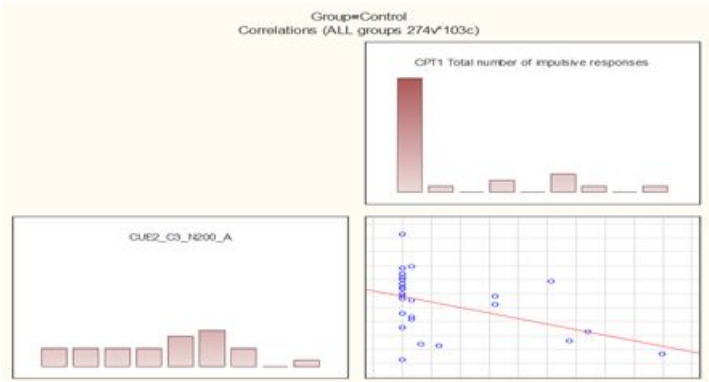 Group=Control
Correlations (ALL groups 274v*103c)
CPT1 Total number of impulsive responses
CUE2_C3_N200_A